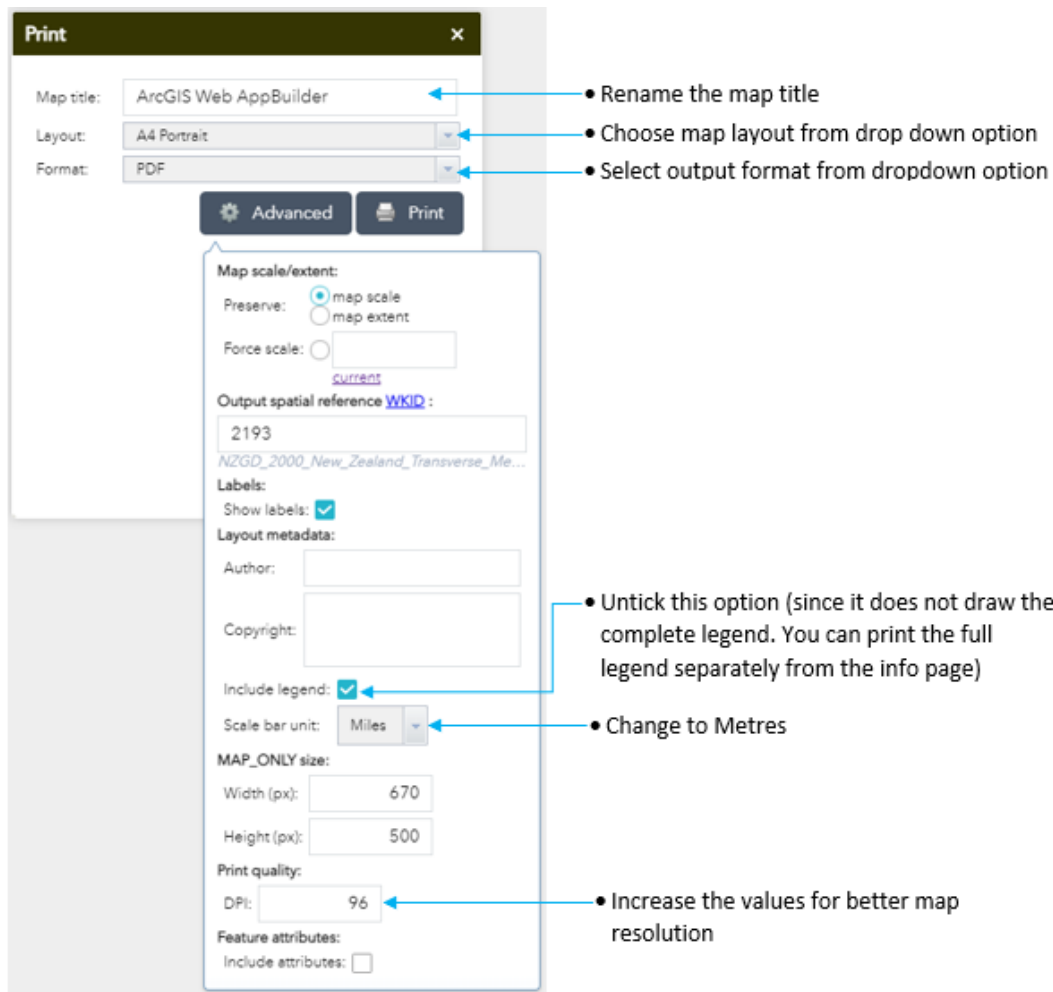 Print ×
Map title: ArcGIS Web AppBuilder
• Rename the map title
Layout: A4 Portrait
• Choose map layout from drop down option
Format: PDF
• Select output format from dropdown option
Advanced Print
Map scale/extent:
Preserve: map scale
map extent
Force scale:
current
Output spatial reference WKID :
2193
NZGD_2000_New_Zealand_Transverse_Me...
Labels:
Show labels:
Layout metadata:
Author:
Copyright:
• Untick this option (since it does not draw the
complete legend. You can print the full
legend separately from the info page)
Include legend:
Scale bar unit: Miles
• Change to Metres
MAP_ONLY size:
Width (px): 670
Height (px): 500
Print quality:
DPI: 96
• Increase the values for better map
resolution
Feature attributes:
Include attributes: